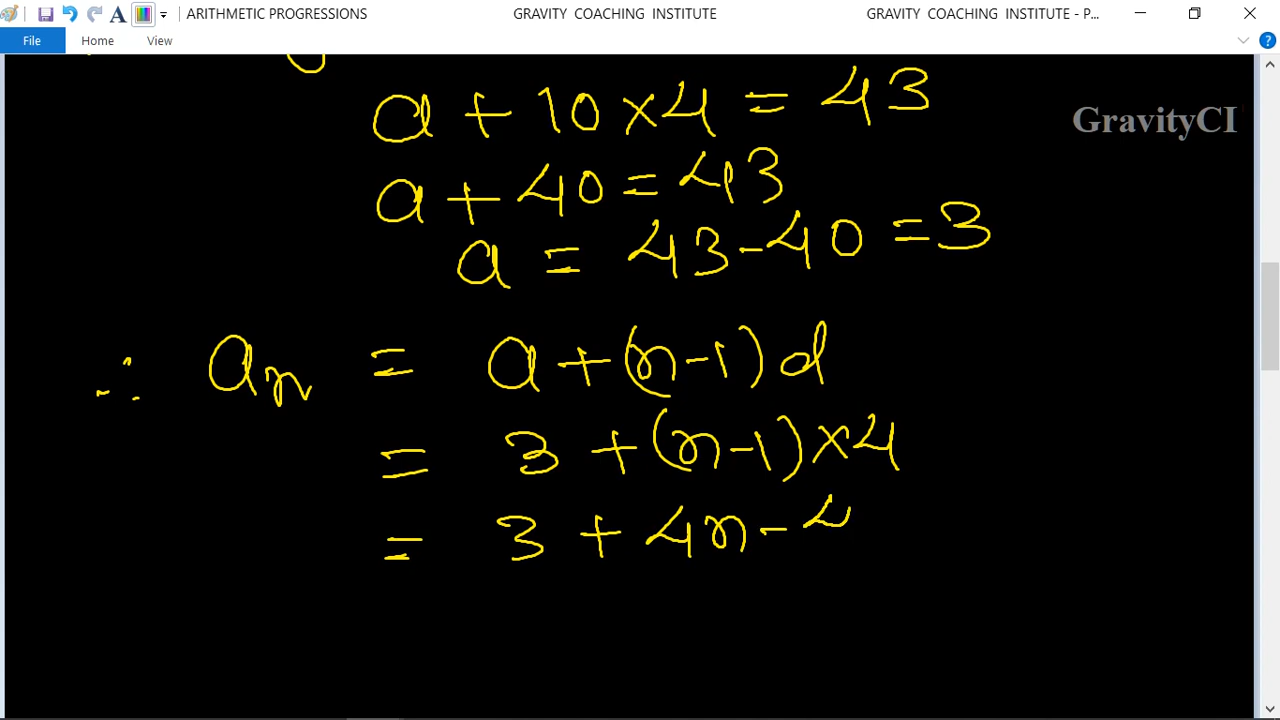 ARITHMETIC PROGRESSIONS GRAVITY COACHING INSTITUTE GRAVITY COACHING INSTITUTE - P...
File Home View
a + 10 × 4 = 43
GravityCI
a + 40 = 43
a = 43 - 40 = 3
∴ aₙ = a + (n-1) d
= 3 + (n-1) × 4
= 3 + 4n - 4